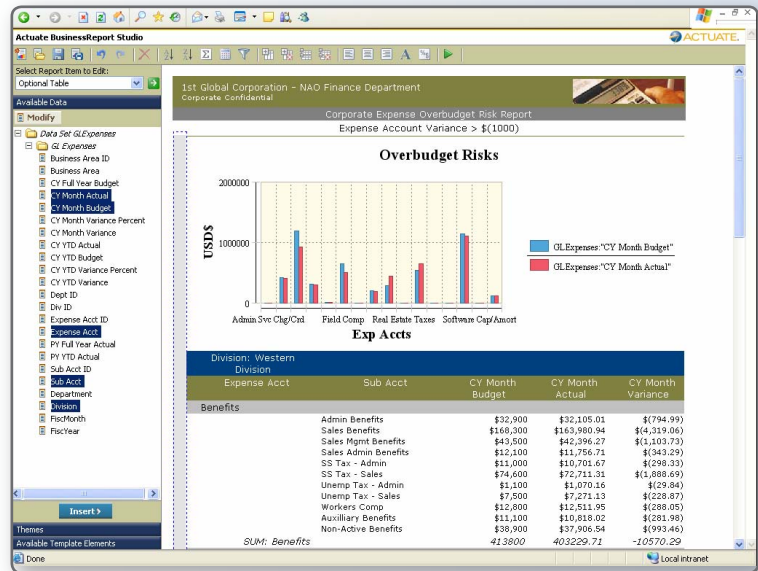 Actuate BusinessReport Studio
ACTUATE.
Select Report Item to Edit:
Optional Table
Available Data
Modify
Data Set GLExpenses
GL Expenses
Business Area ID
Business Area
CY Full Year Budget
CY Month Actual
CY Month Budget
CY Month Variance Percent
CY Month Variance
CY YTD Actual
CY YTD Budget
CY YTD Variance Percent
CY YTD Variance
Dept ID
Div ID
Expense Acct ID
Expense Acct
PY Full Year Actual
PY YTD Actual
Sub Acct ID
Sub Acct
Department
Division
FiscMonth
FiscYear
Insert >
Themes
Available Template Elements
1st Global Corporation - NAO Finance Department
Corporate Confidential
Corporate Expense Overbudget Risk Report
Expense Account Variance > $(1000)
Overbudget Risks
USD$
2000000
1000000
0
Admin Svc Chg/Crd Field Comp Real Estate Taxes Software Cap/Amort
Exp Accts
GLExpenses:"CY Month Budget"
GLExpenses:"CY Month Actual"
Division: Western
Division
Expense Acct Sub Acct CY Month Budget CY Month Actual CY Month Variance
Benefits
Admin Benefits $32,900 $32,105.01 $(794.99)
Sales Benefits $168,300 $163,980.94 $(4,319.06)
Sales Mgmt Benefits $43,500 $42,396.27 $(1,103.73)
Sales Admin Benefits $12,100 $11,756.71 $(343.29)
SS Tax - Admin $11,000 $10,701.67 $(298.33)
SS Tax - Sales $74,600 $72,711.31 $(1,888.69)
Unemp Tax - Admin $1,100 $1,070.16 $(29.84)
Unemp Tax - Sales $7,500 $7,271.13 $(228.87)
Workers Comp $12,800 $12,511.95 $(288.05)
Auxilliary Benefits $11,100 $10,818.02 $(281.98)
Non-Active Benefits $38,900 $37,906.54 $(993.46)
SUM: Benefits 413800 403229.71 -10570.29
Done
Local intranet